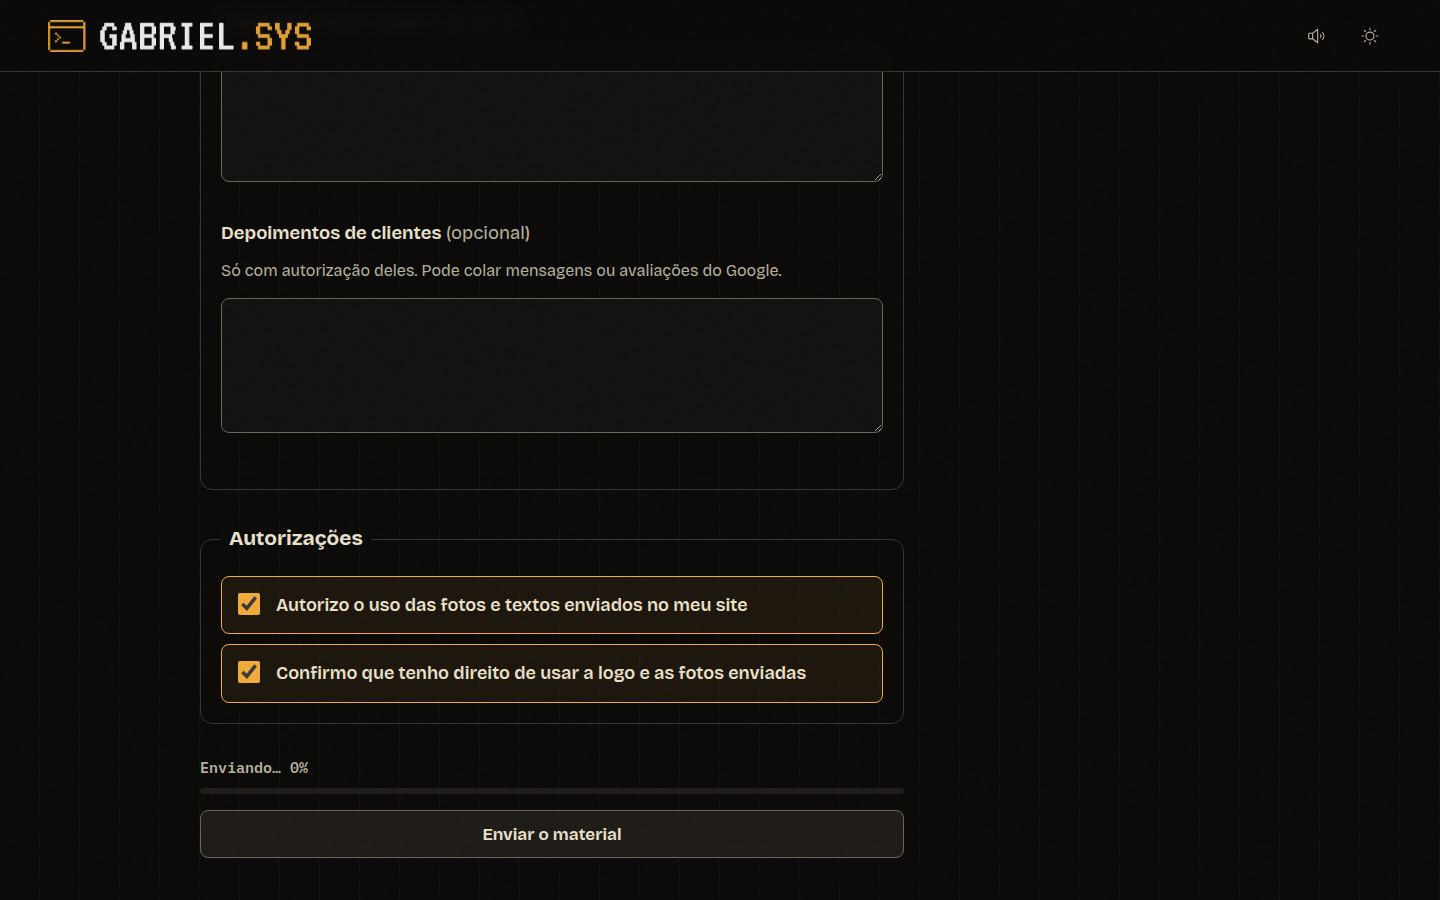 GABRIEL.SYS
Depoimentos de clientes (opcional)
Só com autorização deles. Pode colar mensagens ou avaliações do Google.
Autorizações
Autorizo o uso das fotos e textos enviados no meu site
Confirmo que tenho direito de usar a logo e as fotos enviadas
Enviando… 0%
Enviar o material